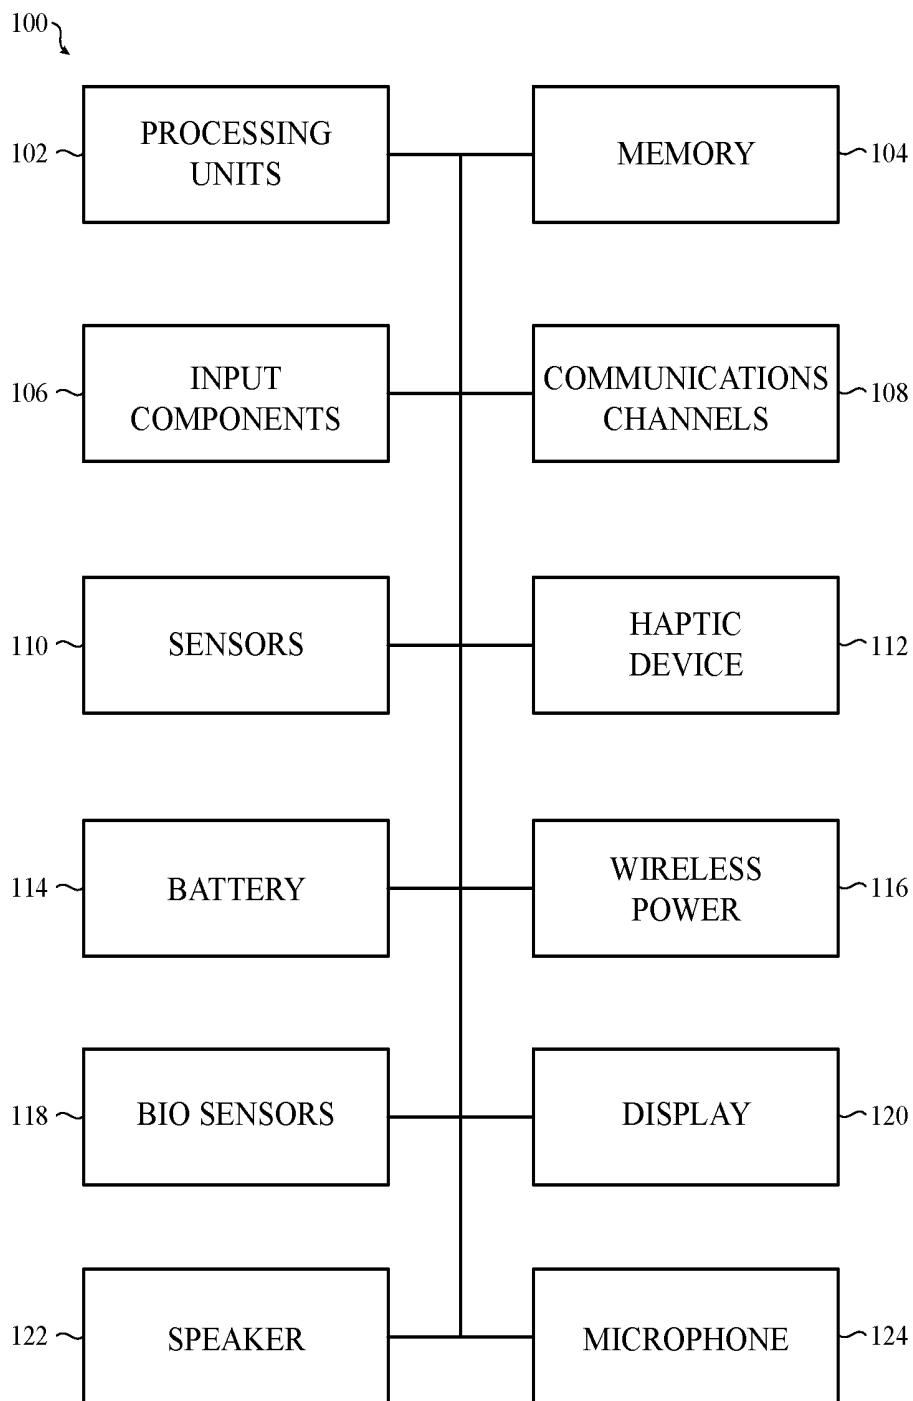 100
102
PROCESSING
UNITS
MEMORY
104
106
INPUT
COMPONENTS
COMMUNICATIONS
CHANNELS
108
110
SENSORS
HAPTIC
DEVICE
112
114
BATTERY
WIRELESS
POWER
116
118
BIO SENSORS
DISPLAY
120
122
SPEAKER
MICROPHONE
124